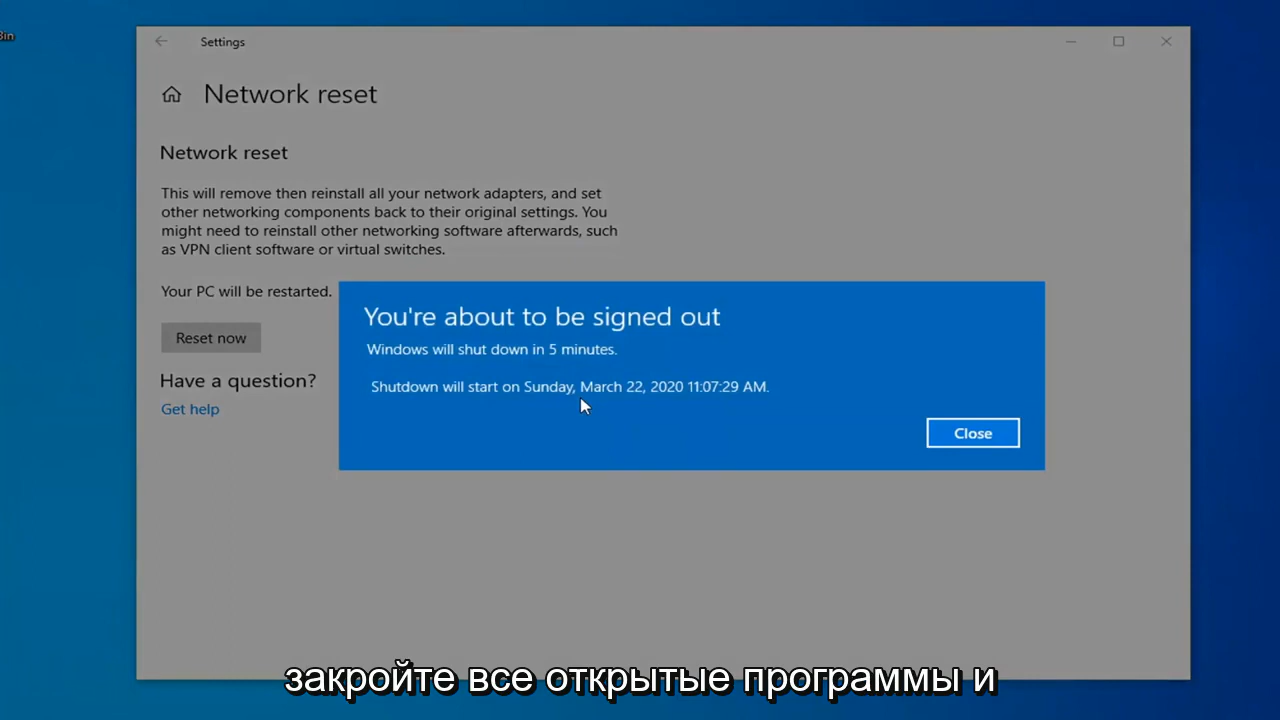 Bin
Settings
Network reset
Network reset
This will remove then reinstall all your network adapters, and set
other networking components back to their original settings. You
might need to reinstall other networking software afterwards, such
as VPN client software or virtual switches.
Your PC will be restarted.
Reset now
Have a question?
Get help
You're about to be signed out
Windows will shut down in 5 minutes.
Shutdown will start on Sunday, March 22, 2020 11:07:29 AM.
Close
закройте все открытые программы и